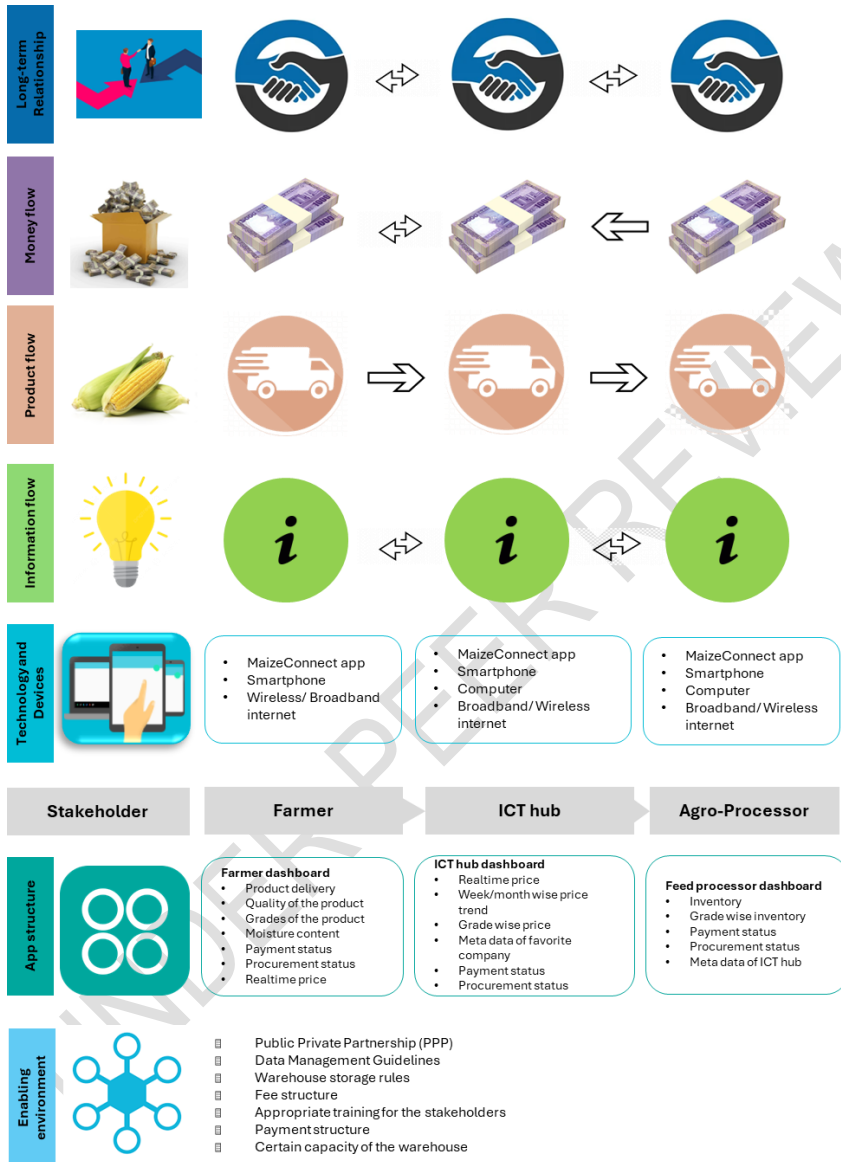 Long-term
Relationship
Money flow
1000
1000
1000
Product flow
Information flow
i
i
i
Technology and
Devices
• MaizeConnect app
• Smartphone
• Wireless/ Broadband
internet
• MaizeConnect app
• Smartphone
• Computer
• Broadband/ Wireless
internet
• MaizeConnect app
• Smartphone
• Computer
• Broadband/ Wireless
internet
Stakeholder
Farmer
ICT hub
Agro-Processor
App structure
Farmer dashboard
• Product delivery
• Quality of the product
• Grades of the product
• Moisture content
• Payment status
• Procurement status
• Realtime price
ICT hub dashboard
• Realtime price
• Week/month wise price
trend
• Grade wise price
• Meta data of favorite
company
• Payment status
• Procurement status
Feed processor dashboard
• Inventory
• Grade wise inventory
• Payment status
• Procurement status
• Meta data of ICT hub
Enabling
environment
Public Private Partnership (PPP)
Data Management Guidelines
Warehouse storage rules
Fee structure
Appropriate training for the stakeholders
Payment structure
Certain capacity of the warehouse
UNDER PEER REVIEW